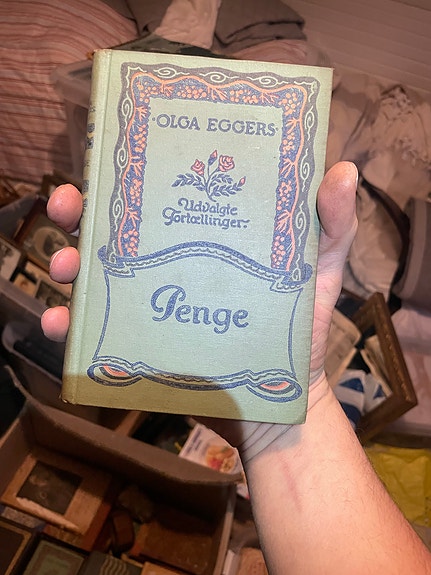 ·OLGA EGGERS·
Udvalgte
Fortællinger.
Penge